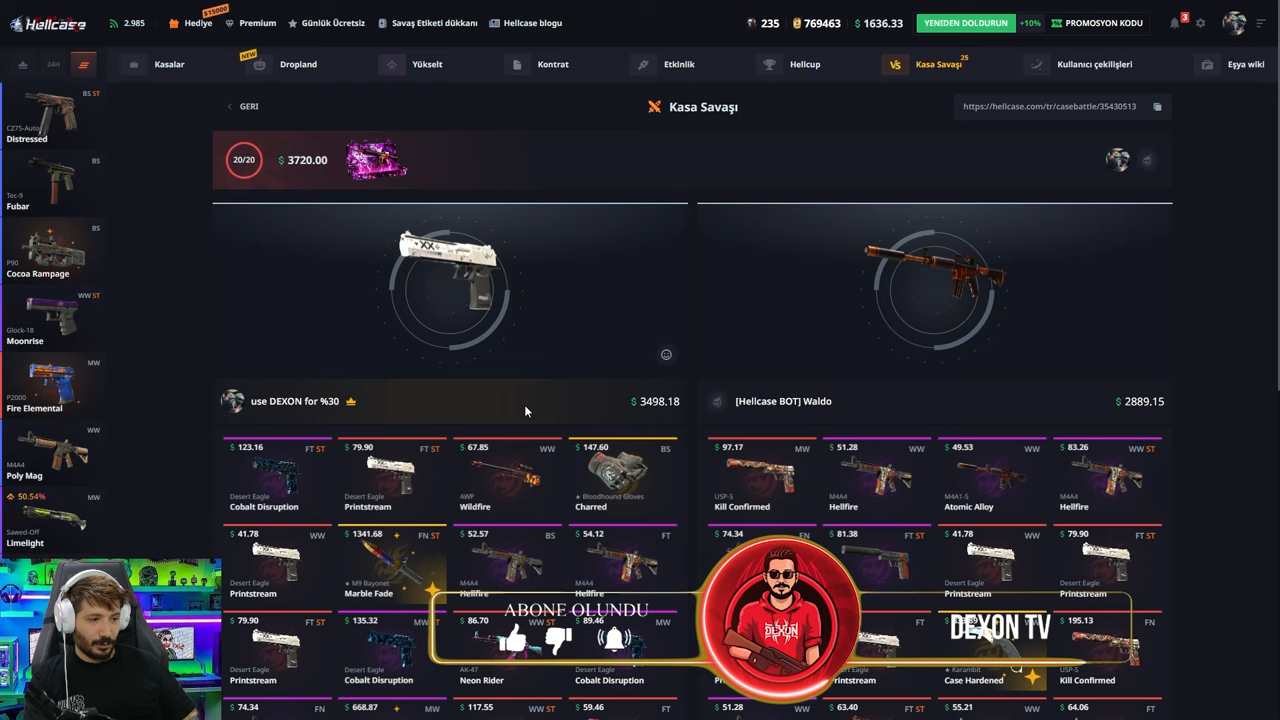 Hellcase
2.985
$15000
Hediye
Premium
Günlük Ücretsiz
Savaş Etiketi dükkanı
Hellcase blogu
235
769463
$ 1636.33
YENİDEN DOLDURUN
+10%
PROMOSYON KODU
3
24H
Kasalar
NEW
Dropland
Yükselt
Kontrat
Etkinlik
Hellcup
VS
Kasa Savaşı
25
Kullanıcı çekilişleri
Eşya wiki
GERİ
Kasa Savaşı
https://hellcase.com/tr/casebattle/35430513
20/20
$ 3720.00
BS ST
CZ75-Auto
Distressed
BS
Tec-9
Fubar
BS
P90
Cocoa Rampage
WW ST
Glock-18
Moonrise
MW
P2000
Fire Elemental
WW
M4A4
Poly Mag
50.54%
MW
Sawed-Off
Limelight
use DEXON for %30
$ 3498.18
[Hellcase BOT] Waldo
$ 2889.15
$ 123.16 FT ST
Desert Eagle
Cobalt Disruption
$ 79.90 FT ST
Desert Eagle
Printstream
$ 67.85 WW
AWP
Wildfire
$ 147.60 BS
★ Bloodhound Gloves
Charred
$ 97.17 MW
USP-S
Kill Confirmed
$ 51.28 WW
M4A4
Hellfire
$ 49.53 WW
M4A1-S
Atomic Alloy
$ 83.26 WW ST
M4A4
Hellfire
$ 41.78 WW
Desert Eagle
Printstream
$ 1341.68 FN ST
★ M9 Bayonet
Marble Fade
$ 52.57 BS
M4A4
Hellfire
$ 54.12 FT
M4A4
Hellfire
$ 74.34 FN
$ 81.38 FT ST
$ 41.78 WW
Desert Eagle
Printstream
$ 79.90 FT ST
Desert Eagle
Printstream
ABONE OLUNDU
DEXON
DEXON TV
$ 79.90 FT ST
Desert Eagle
Printstream
$ 135.32 MW
Desert Eagle
Cobalt Disruption
$ 86.70 WW ST
AK-47
Neon Rider
$ 89.46 MW
Desert Eagle
Cobalt Disruption
Printstream
★ Karambit
Case Hardened
$ 195.13 FN
USP-S
Kill Confirmed
$ 74.34 FN
$ 668.87 MW
$ 117.55 WW ST
$ 59.46 FT
$ 51.28 WW
$ 63.40 FT ST
$ 55.21 WW
$ 64.06 FT